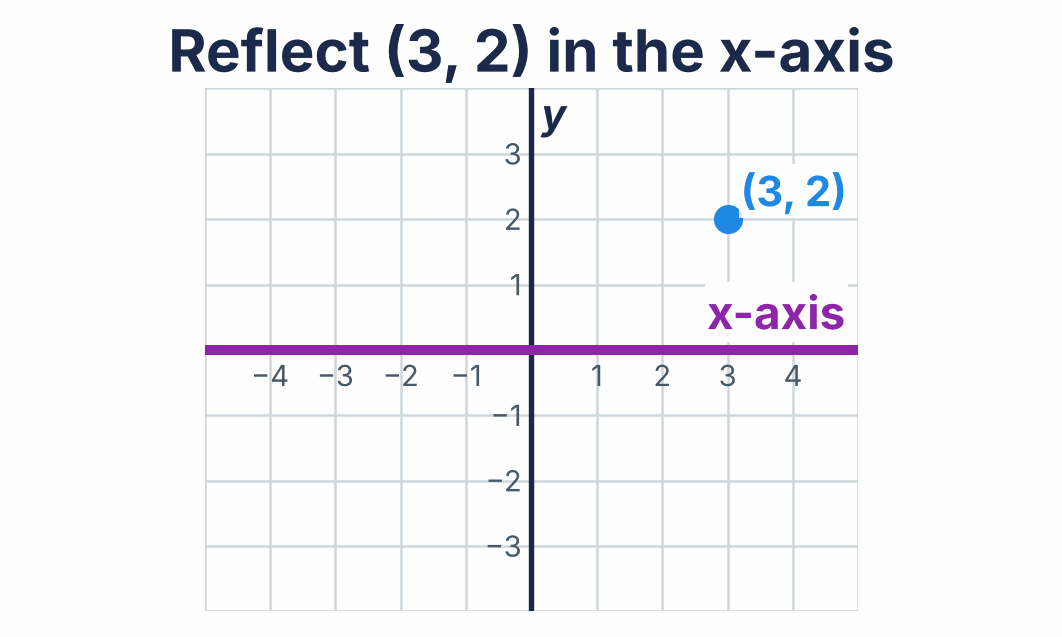 Reflect (3, 2) in the x-axis
y
3
(3, 2)
2
1
x-axis
−4 −3 −2 −1 1 2 3 4
−1
−2
−3